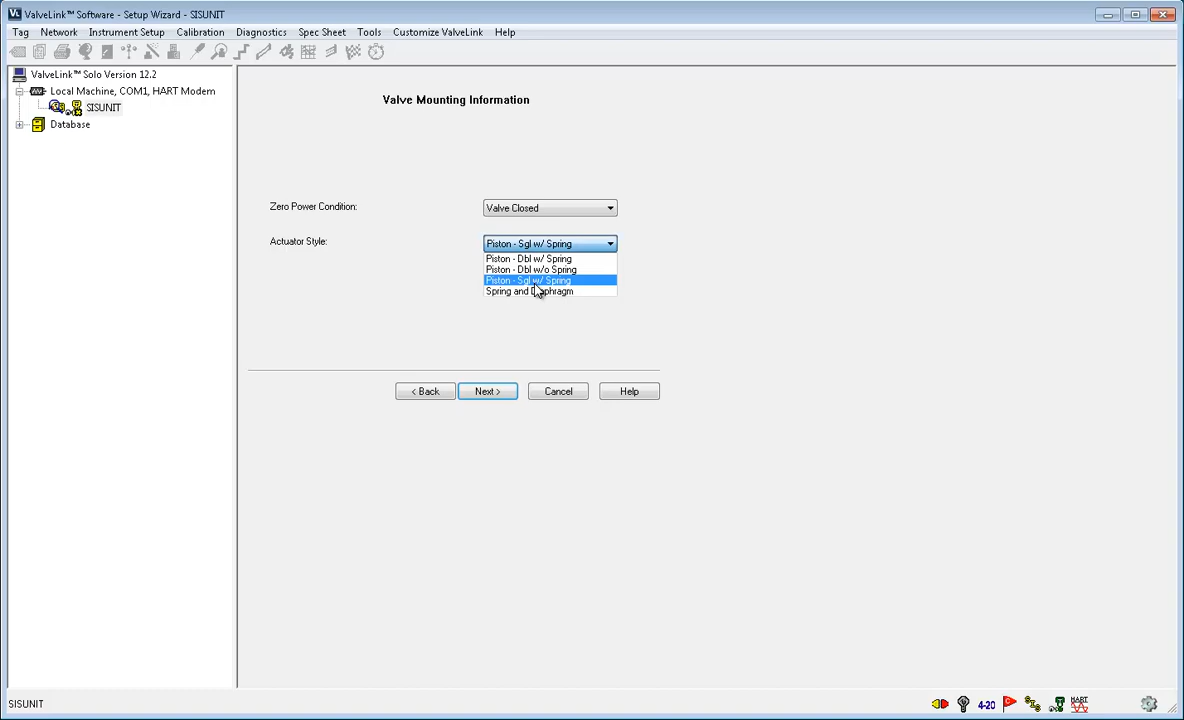 ValveLink™ Software - Setup Wizard - SISUNIT
Tag Network Instrument Setup Calibration Diagnostics Spec Sheet Tools Customize ValveLink Help
ValveLink™ Solo Version 12.2
Local Machine, COM1, HART Modem
SISUNIT
Database
Valve Mounting Information
Zero Power Condition: Valve Closed
Actuator Style: Piston - Sgl w/ Spring
Piston - Dbl w/ Spring
Piston - Dbl w/o Spring
Piston - Sgl w/ Spring
Spring and Diaphragm
< Back Next > Cancel Help
SISUNIT 4-20 HART